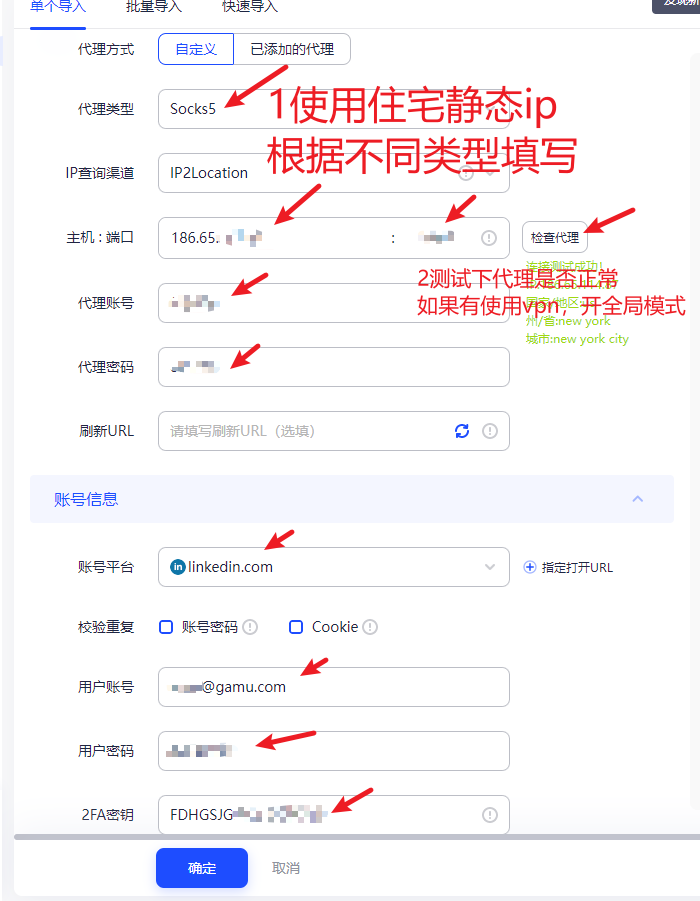 单个导入 批量导入 快速导入
代理方式 自定义 已添加的代理
代理类型 Socks5
1使用住宅静态ip
根据不同类型填写
IP查询渠道 IP2Location
主机 : 端口 186.65. : 检查代理
连接测试成功!
2测试下代理是否正常
如果有使用vpn，开全局模式
国家/地区:
州/省:new york
城市:new york city
代理账号
代理密码
刷新URL 请填写刷新URL（选填）
账号信息
账号平台 in linkedin.com 指定打开URL
校验重复 账号密码 Cookie
用户账号 @gamu.com
用户密码
2FA密钥 FDHGSJG
确定 取消